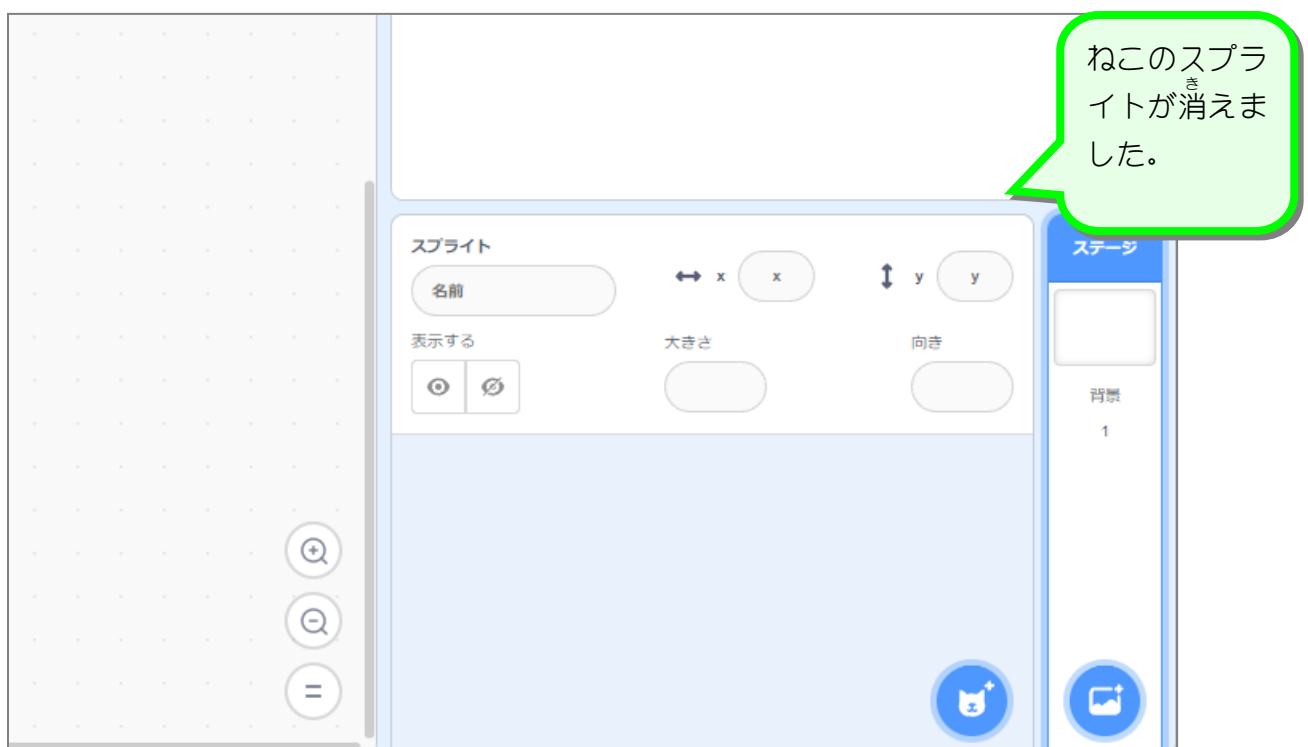 ねこのスプラ
イトが消えま
き
した。
スプライト
ステージ
名前
x
x
y
y
表示する
大きさ
向き
背景
1